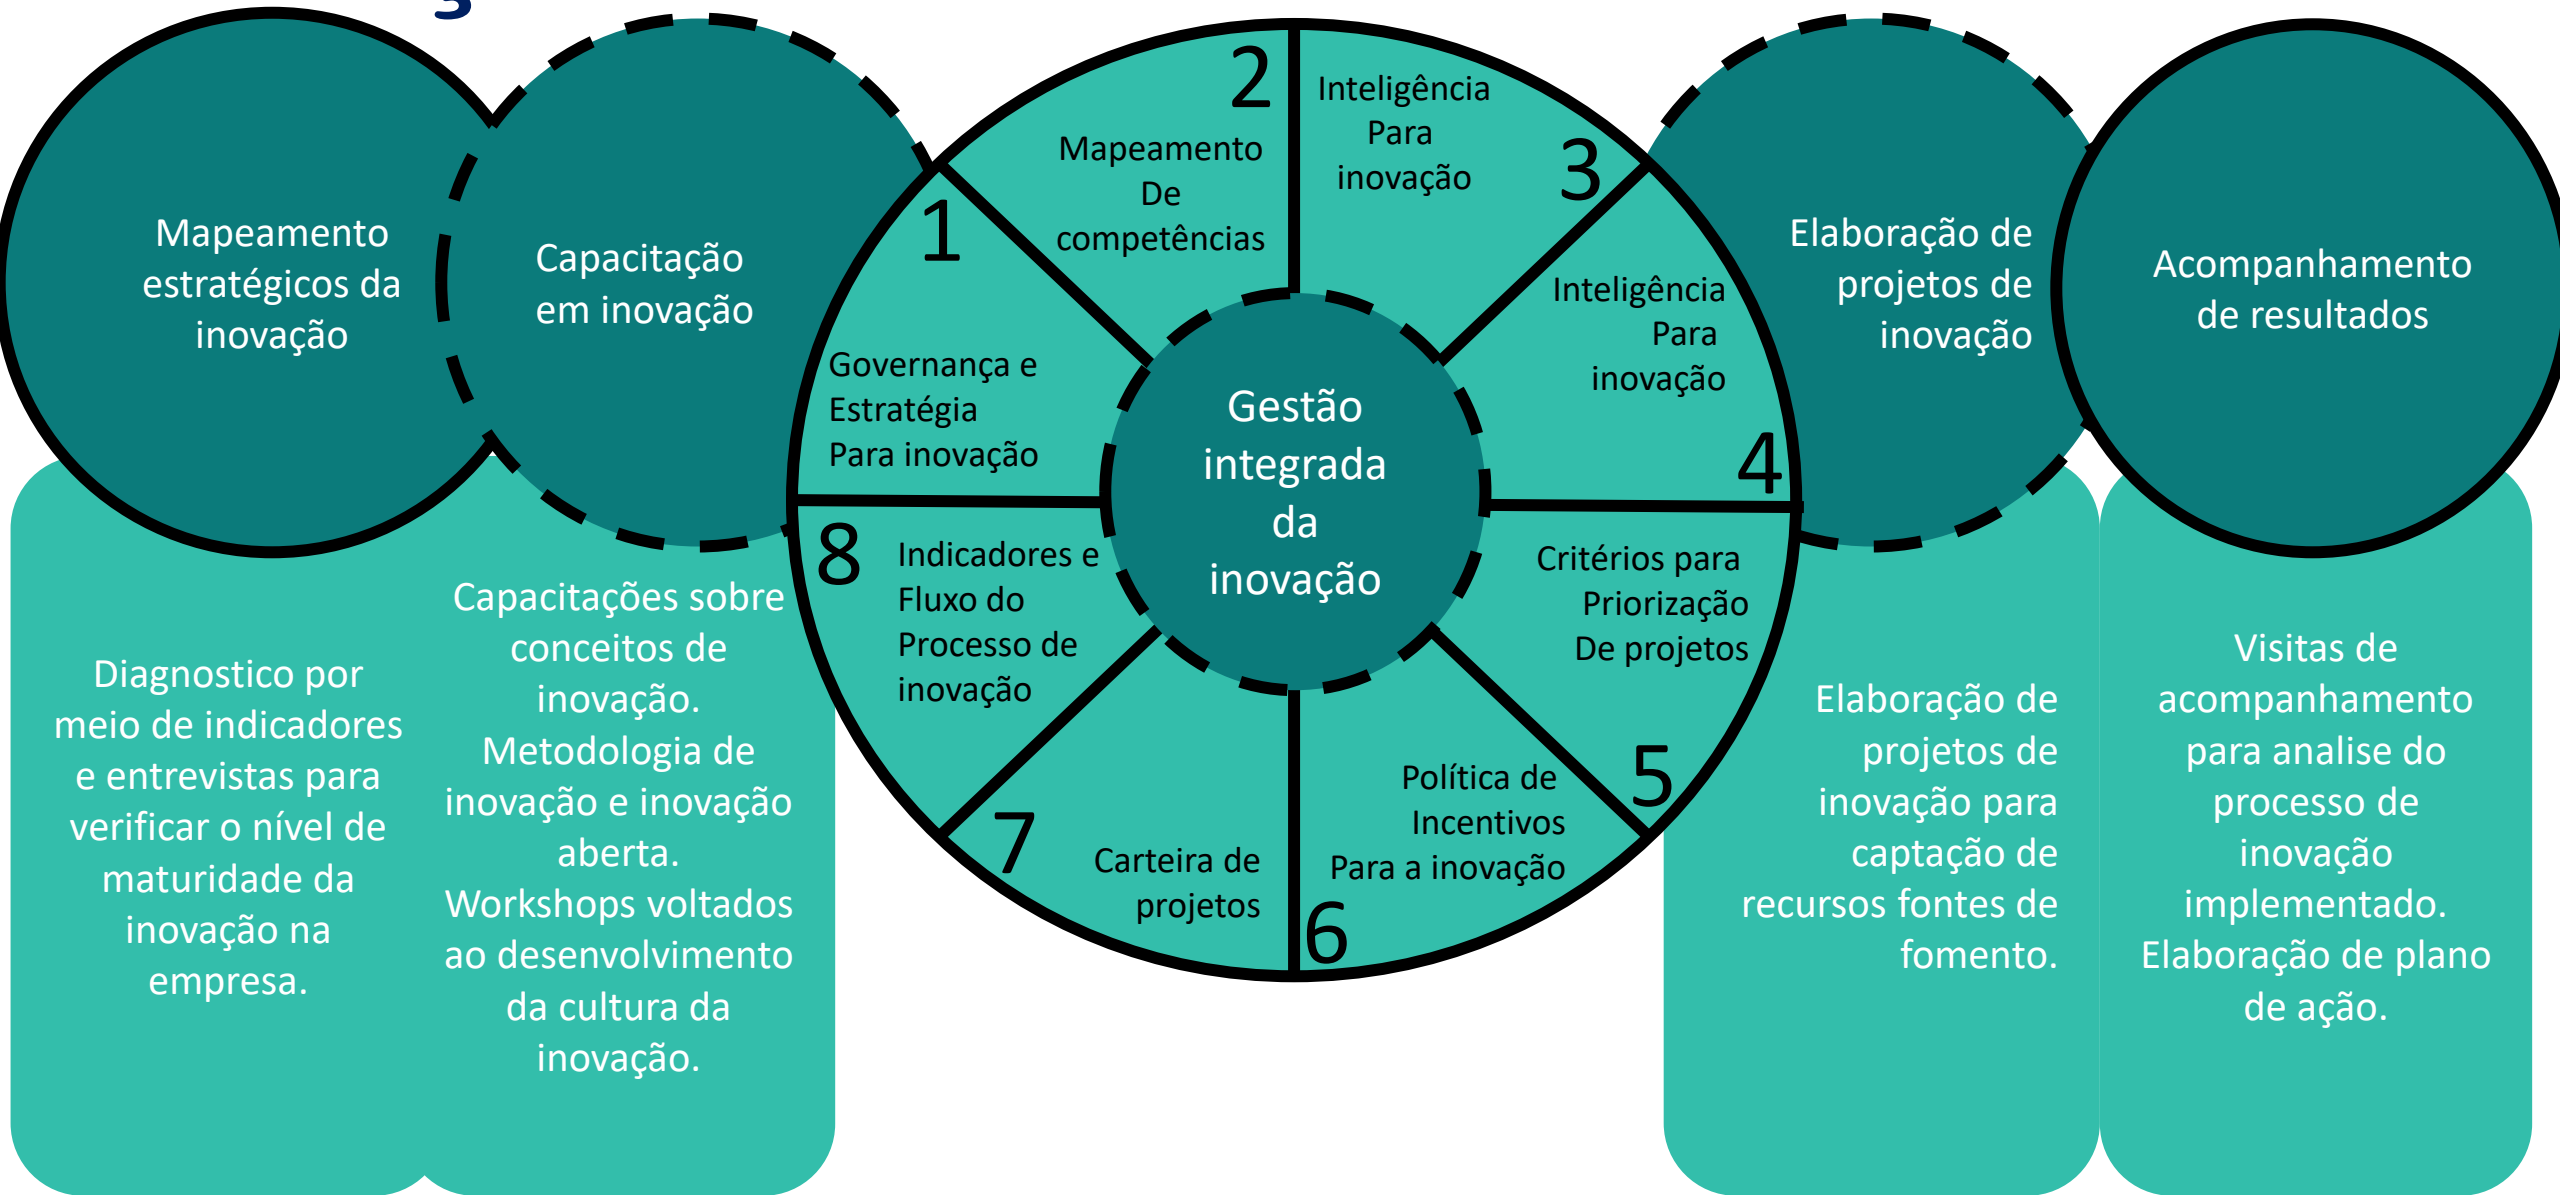 Mapeamento
estratégicos da
inovação
Diagnostico por
meio de indicadores
e entrevistas para
verificar o nível de
maturidade da
inovação na
empresa.
Capacitação
em inovação
Capacitações sobre
conceitos de
inovação.
Metodologia de
inovação e inovação
aberta.
Workshops voltados
ao desenvolvimento
da cultura da
inovação.
Gestão
integrada
da
inovação
1
Governança e
Estratégia
Para inovação
2
Mapeamento
De
competências
3
Inteligência
Para
inovação
4
Inteligência
Para
inovação
5
Critérios para
Priorização
De projetos
6
Política de
Incentivos
Para a inovação
7
Carteira de
projetos
8
Indicadores e
Fluxo do
Processo de
inovação
Elaboração de
projetos de
inovação
Elaboração de
projetos de
inovação para
captação de
recursos fontes de
fomento.
Acompanhamento
de resultados
Visitas de
acompanhamento
para analise do
processo de
inovação
implementado.
Elaboração de plano
de ação.